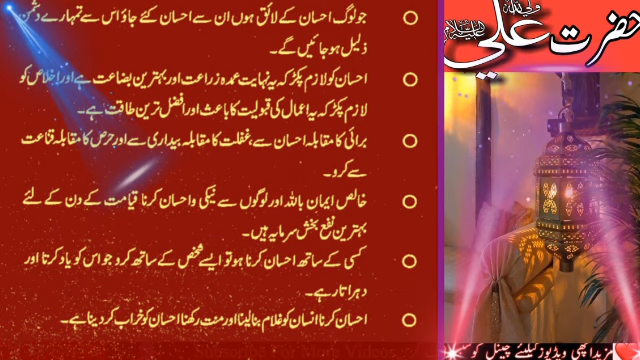 جو لوگ احسان کے لائق ہوں ان سے احسان کئے جاؤ اس سے تمہارے دشمن
ذلیل ہو جائیں گے۔
احسان کو لازم پکڑ کہ یہ نہایت عمدہ زراعت اور بہترین بضاعت ہے اور اخلاص کو
لازم پکڑ کہ یہ اعمال کی قبولیت کا باعث اور افضل ترین طاقت ہے۔
برائی کا مقابلہ احسان سے، غفلت کا مقابلہ بیداری سے اور حرص کا مقابلہ قناعت
سے کرو۔
خالص ایمان باللہ اور لوگوں سے نیکی و احسان کرنا قیامت کے دن کے لئے
بہترین نفع بخش سرمایہ ہیں۔
کسی کے ساتھ احسان کرنا ہو تو ایسے شخص کے ساتھ کرو جو اس کو یاد کرتا اور
دہراتا رہے۔
احسان کرنا انسان کو غلام بنا لینا اور منت رکھنا احسان کو خراب کر دینا ہے۔
حضرت علی
مزید اچھی ویڈیو کیلئے چینل کو